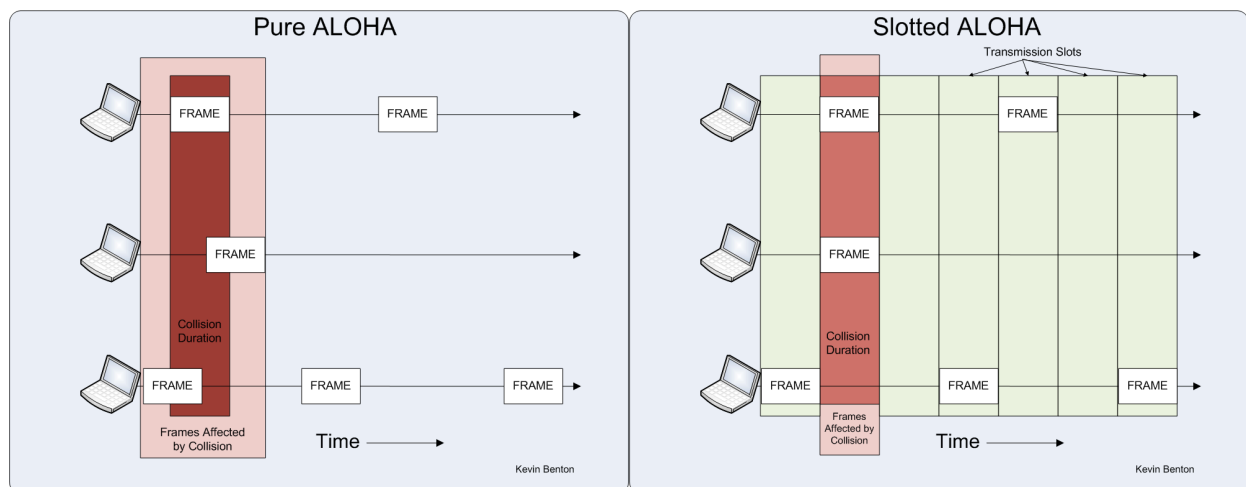 Pure ALOHA
FRAME
FRAME
FRAME
Collision
Duration
FRAME
FRAME
FRAME
Frames Affected
by Collision
Time
Kevin Benton
Slotted ALOHA
Transmission Slots
FRAME
FRAME
FRAME
Collision
Duration
FRAME
FRAME
FRAME
Frames
Affected by
Collision
Time
Kevin Benton